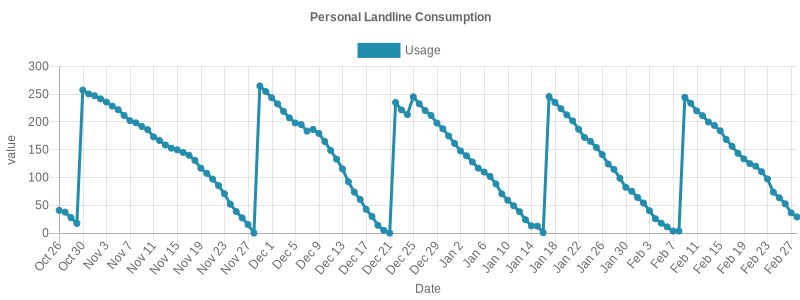 Personal Landline Consumption
Usage
300
250
200
150
100
50
0
value
Oct 26
Oct 30
Nov 3
Nov 7
Nov 11
Nov 15
Nov 19
Nov 23
Nov 27
Dec 1
Dec 5
Dec 9
Dec 13
Dec 17
Dec 21
Dec 25
Dec 29
Jan 2
Jan 6
Jan 10
Jan 14
Jan 18
Jan 22
Jan 26
Jan 30
Feb 3
Feb 7
Feb 11
Feb 15
Feb 19
Feb 23
Feb 27
Date